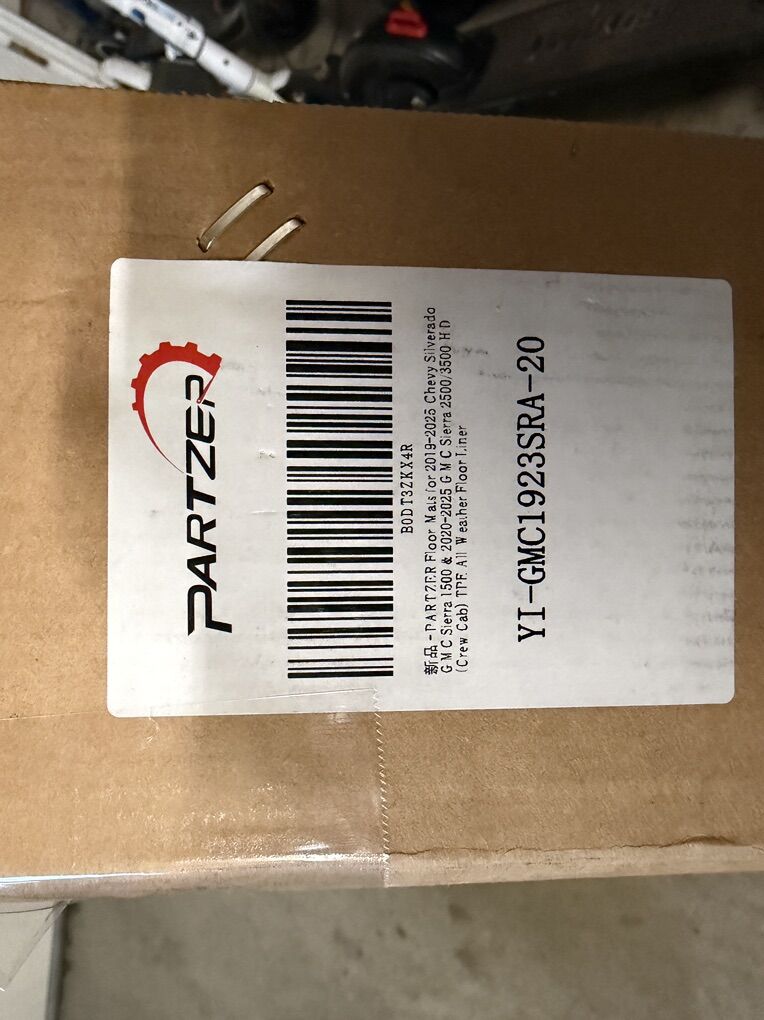 PARTZER
B0DT3ZKX4R
新品 - PARTZER Floor Mats for 2019-2025 Chevy Silverado
GMC Sierra 1500 & 2020-2025 GMC Sierra 2500/3500 HD
(Crew Cab) TPE All Weather Floor Liner
YI-GMC1923SRA-20